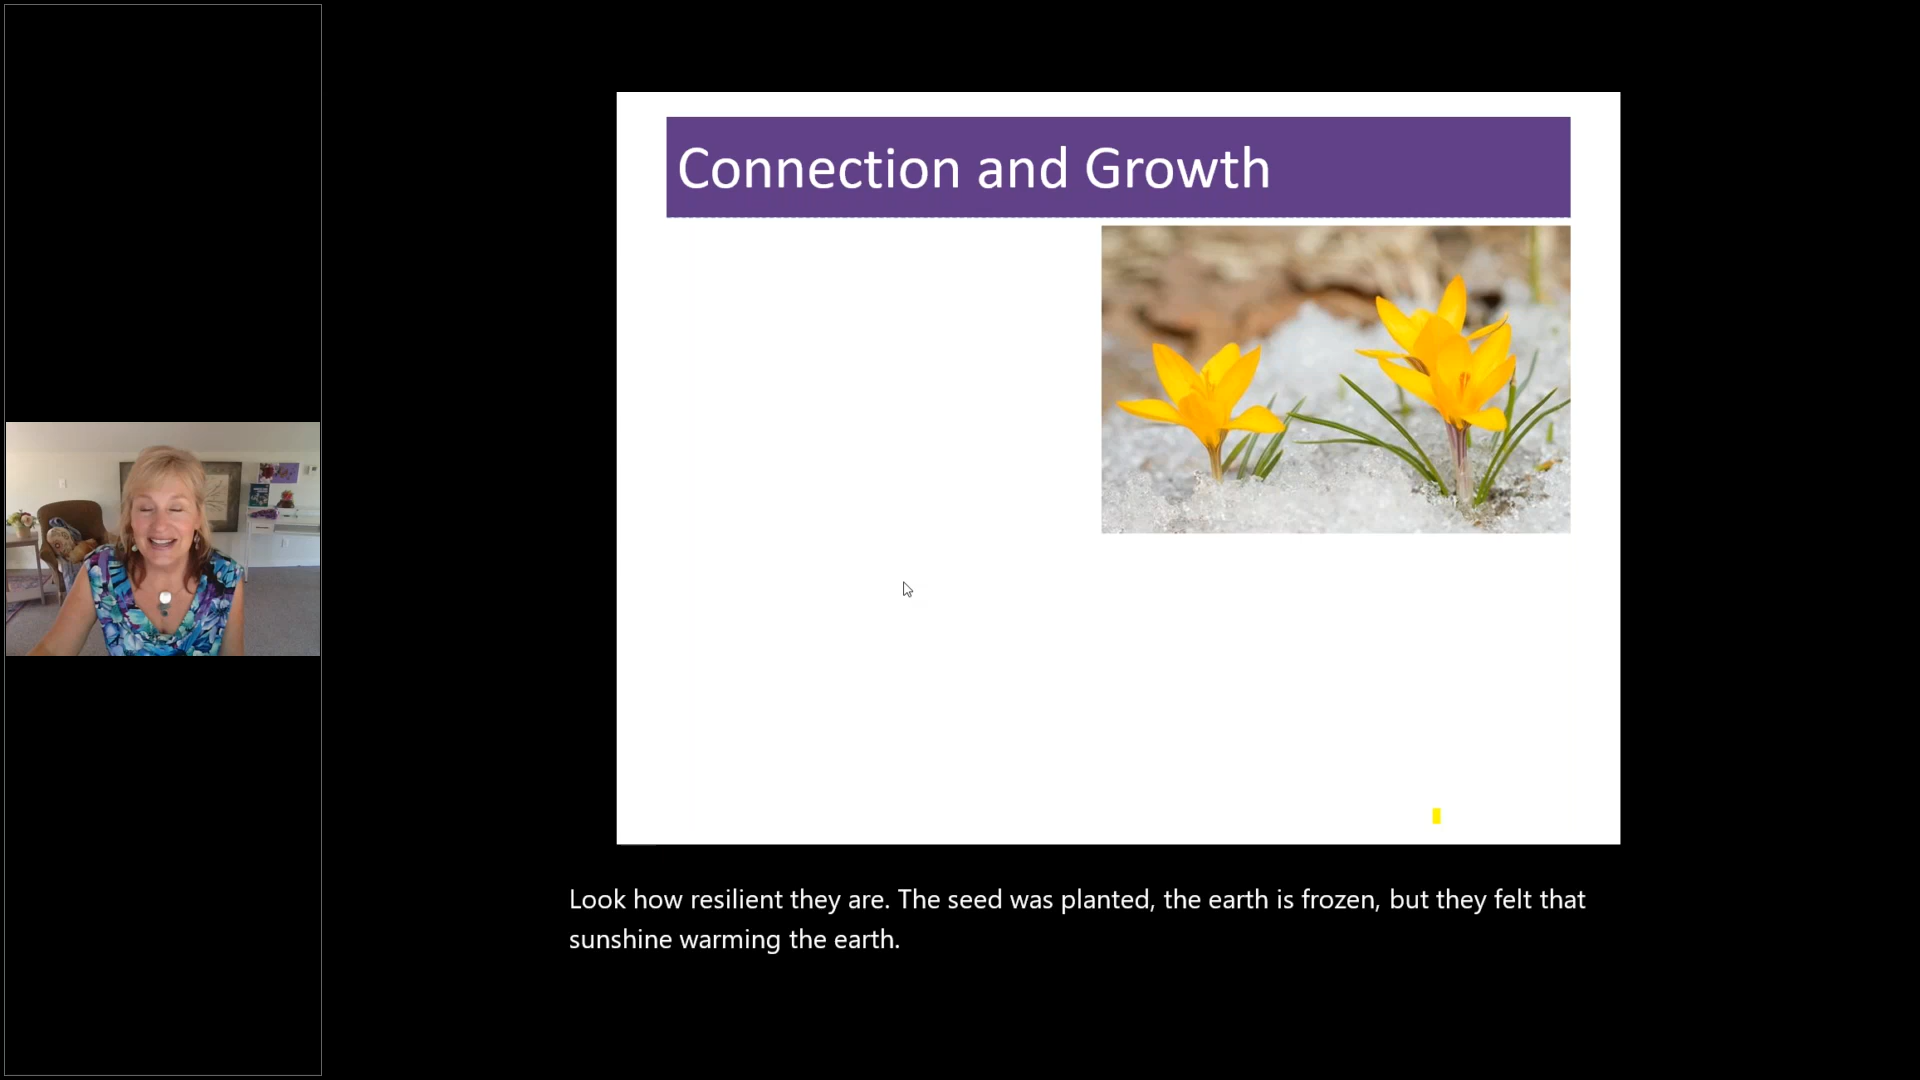 Connection and Growth
Look how resilient they are. The seed was planted, the earth is frozen, but they felt that
sunshine warming the earth.